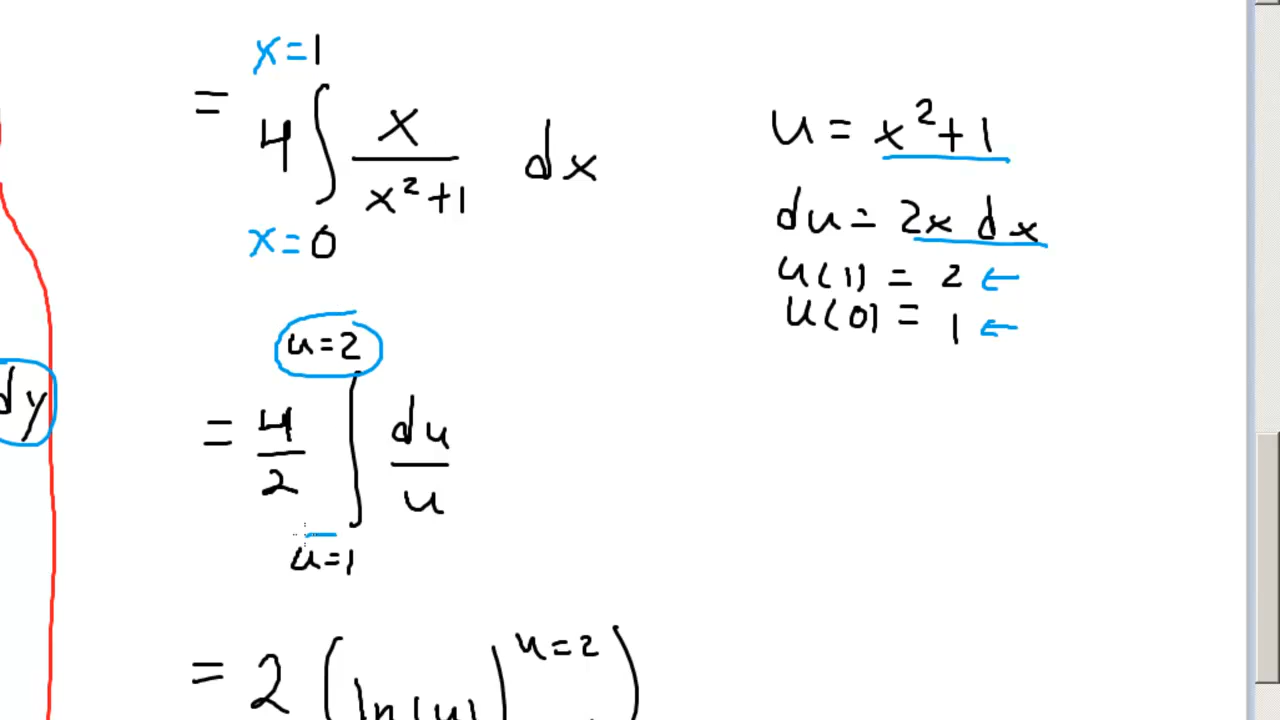 x=1
= 4∫ x/(x²+1) dx
x=0
u = x²+1
du = 2x dx
u(1) = 2 ←
u(0) = 1 ←
dy
u=2
= 4/2 ∫ du/u
u=1
= 2 ( ln|u| )^(u=2) )